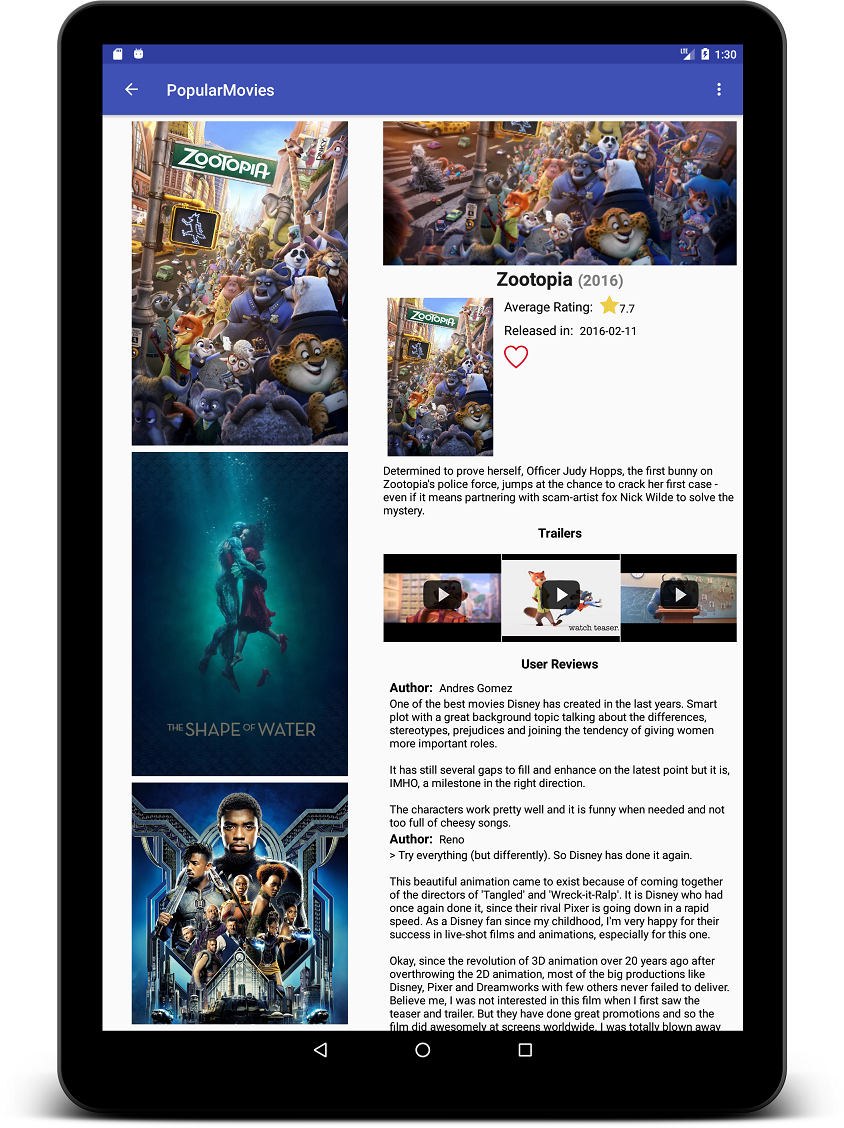 LTE
1:30
PopularMovies
ZOOTOPIA
THE SHAPE OF WATER
Zootopia (2016)
ZOOTOPIA
Average Rating: 7.7
Released in: 2016-02-11
Determined to prove herself, Officer Judy Hopps, the first bunny on
Zootopia's police force, jumps at the chance to crack her first case -
even if it means partnering with scam-artist fox Nick Wilde to solve the
mystery.
Trailers
watch teaser.
User Reviews
Author: Andres Gomez
One of the best movies Disney has created in the last years. Smart
plot with a great background topic talking about the differences,
stereotypes, prejudices and joining the tendency of giving women
more important roles.
It has still several gaps to fill and enhance on the latest point but it is,
IMHO, a milestone in the right direction.
The characters work pretty well and it is funny when needed and not
too full of cheesy songs.
Author: Reno
> Try everything (but differently). So Disney has done it again.
This beautiful animation came to exist because of coming together
of the directors of 'Tangled' and 'Wreck-it-Ralp'. It is Disney who had
once again done it, since their rival Pixer is going down in a rapid
speed. As a Disney fan since my childhood, I'm very happy for their
success in live-shot films and animations, especially for this one.
Okay, since the revolution of 3D animation over 20 years ago after
overthrowing the 2D animation, most of the big productions like
Disney, Pixer and Dreamworks with few others never failed to deliver.
Believe me, I was not interested in this film when I first saw the
teaser and trailer. But they have done great promotions and so the
film did awesomely at screens worldwide. I was totally blown away